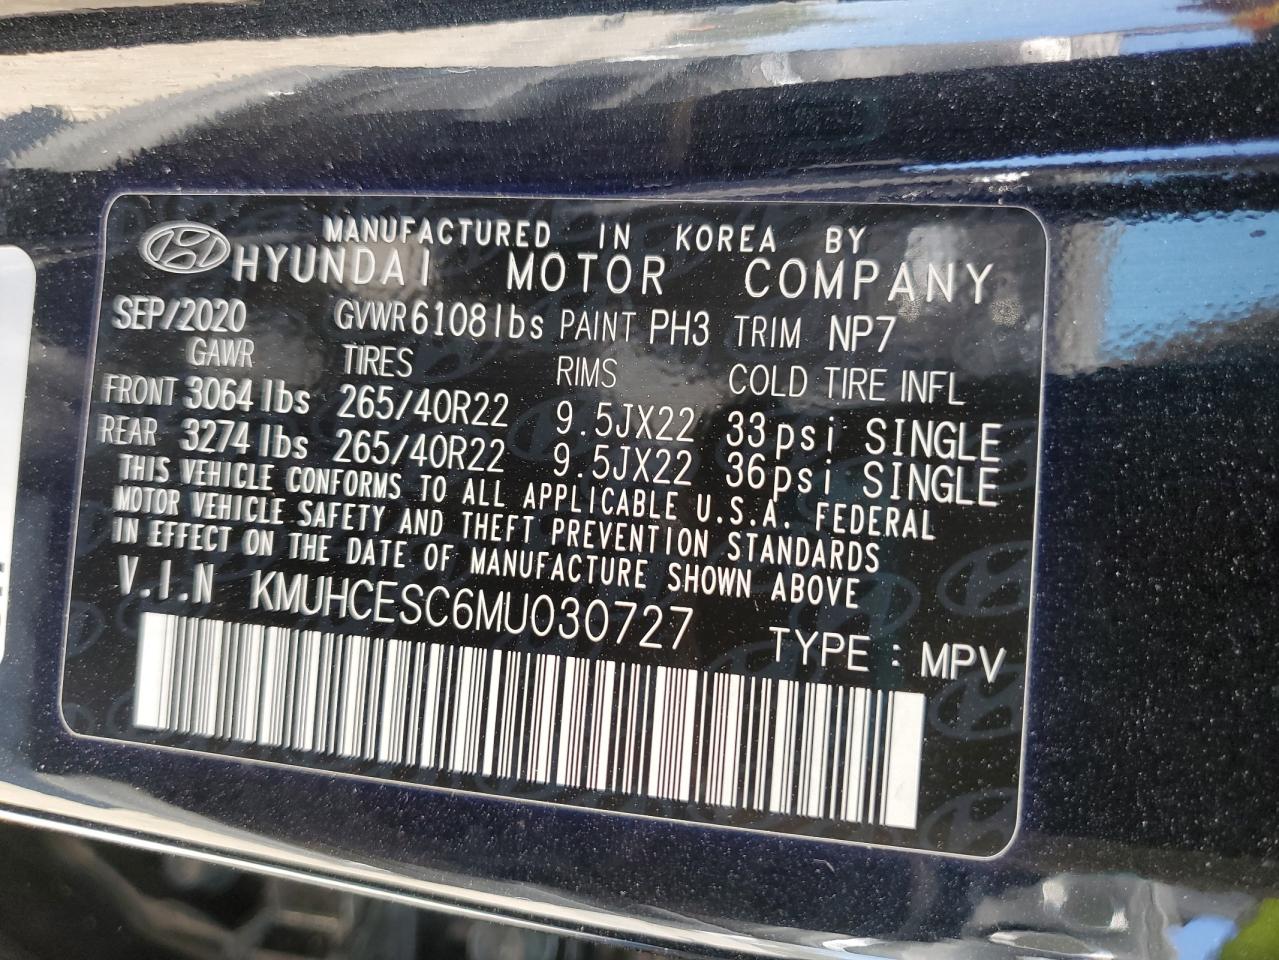 MANUFACTURED IN KOREA BY
HYUNDAI MOTOR COMPANY
SEP/2020 GVWR 6108 lbs PAINT PH3 TRIM NP7
GAWR TIRES RIMS COLD TIRE INFL
FRONT 3064 lbs 265/40R22 9.5JX22 33psi SINGLE
REAR 3274 lbs 265/40R22 9.5JX22 36psi SINGLE
THIS VEHICLE CONFORMS TO ALL APPLICABLE U.S.A. FEDERAL
MOTOR VEHICLE SAFETY AND THEFT PREVENTION STANDARDS
IN EFFECT ON THE DATE OF MANUFACTURE SHOWN ABOVE
V.I.N KMUHCESC6MU030727 TYPE : MPV